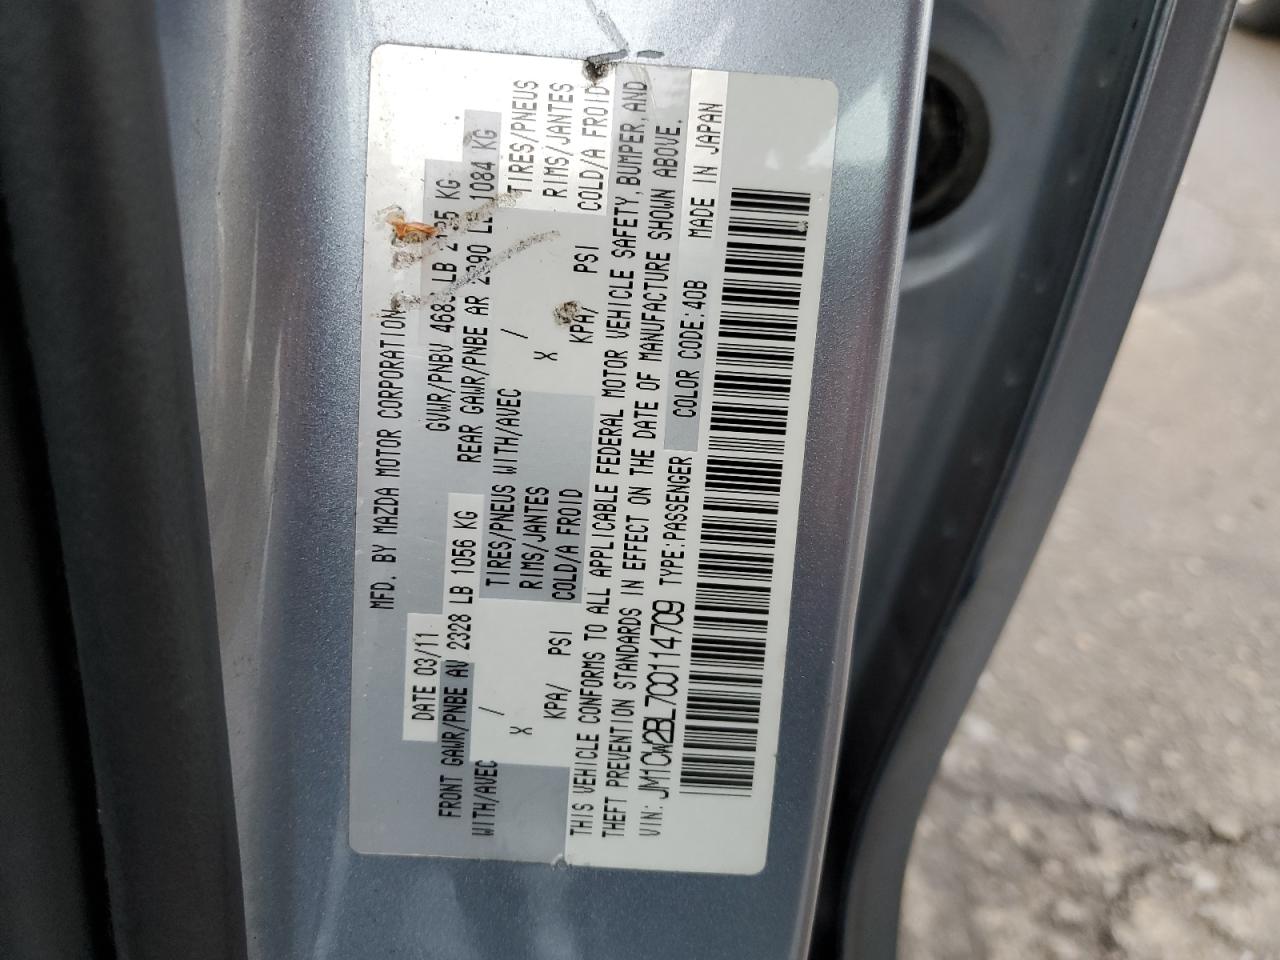 MFD. BY MAZDA MOTOR CORPORATION
DATE 03/11 GVWR/PNBV LB KG
FRONT GAWR/PNBE AV 2328 LB 1056 KG REAR GAWR/PNBE AR LB 1084 KG
WITH/AVEC X / TIRES/PNEUS WITH/AVEC X / TIRES/PNEUS
RIMS/JANTES RIMS/JANTES
KPA/ PSI COLD/A FROID KPA/ PSI COLD/A FROID
THIS VEHICLE CONFORMS TO ALL APPLICABLE FEDERAL MOTOR VEHICLE SAFETY, BUMPER, AND
THEFT PREVENTION STANDARDS IN EFFECT ON THE DATE OF MANUFACTURE SHOWN ABOVE.
VIN: JM1CW2BL7C0114709 TYPE:PASSENGER COLOR CODE:40B MADE IN JAPAN